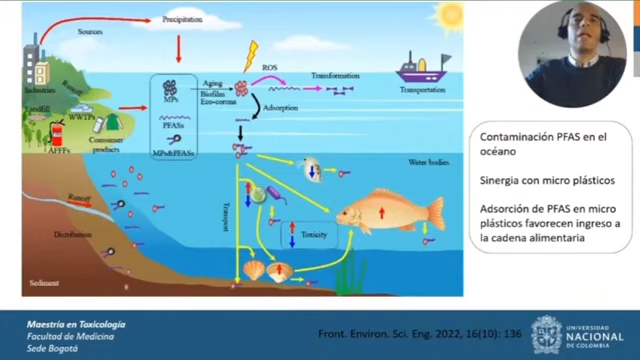 Precipitation
Sources
Industries
Runoff
Landfill
WWTPs
AFFFs
Consumer
products
MPs
PFASs
MPs&PFASs
Aging
Biofilm
Eco-corona
ROS
Transformation
Adsorption
Transportation
Water bodies
Runoff
Distribution
Transport
Toxicity
Sediment
Contaminación PFAS en el
océano
Sinergia con micro plásticos
Adsorción de PFAS en micro
plásticos favorecen ingreso a
la cadena alimentaria
Maestría en Toxicología
Facultad de Medicina
Sede Bogotá
Front. Environ. Sci. Eng. 2022, 16(10): 136
UNIVERSIDAD
NACIONAL
DE COLOMBIA